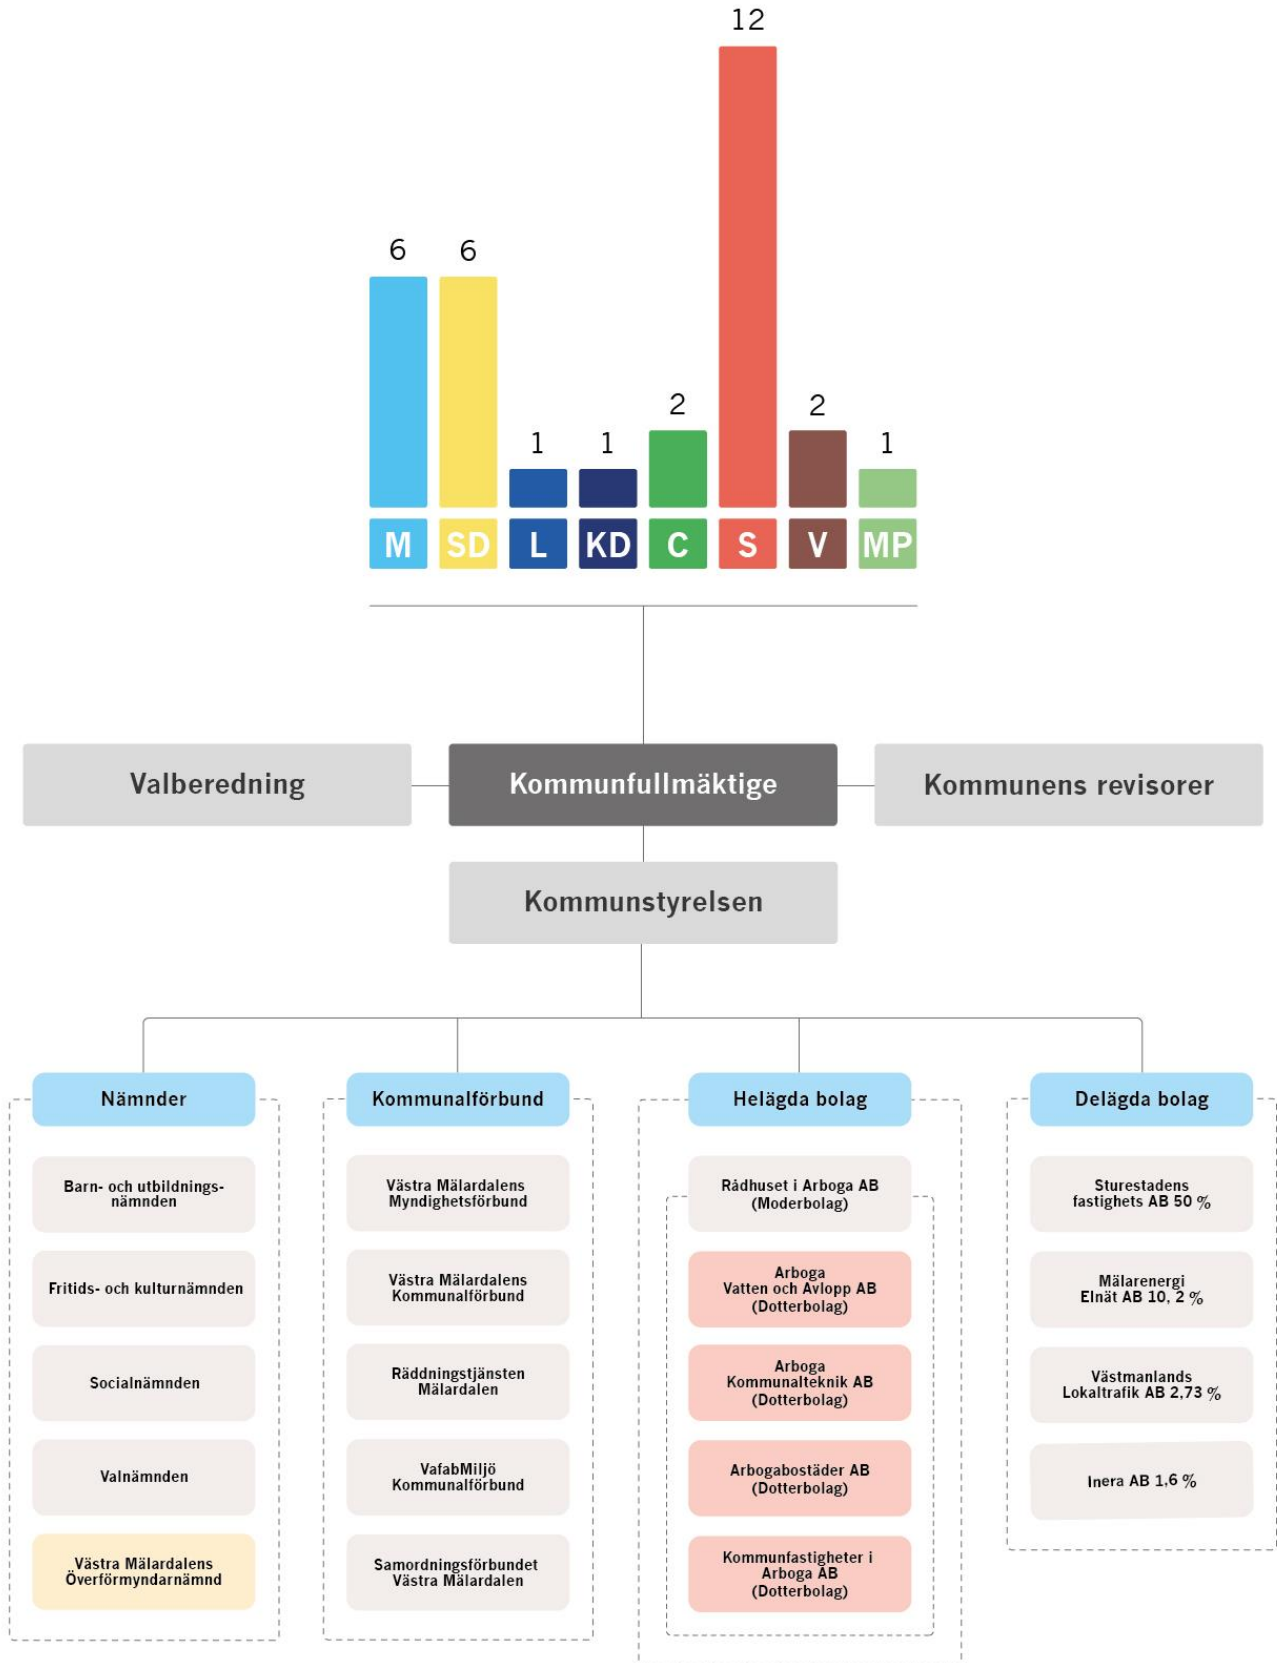 12
6
6
1
1
2
2
1
M
SD
L
KD
C
S
V
MP
Valberedning
Kommunfullmäktige
Kommunens revisorer
Kommunstyrelsen
Nämnder
Barn- och utbildnings-
nämnden
Fritids- och kulturnämnden
Socialnämnden
Valnämnden
Västra Mälardalens
Överförmyndarnämnd
Kommunalförbund
Västra Mälardalens
Myndighetsförbund
Västra Mälardalens
Kommunalförbund
Räddningstjänsten
Mälardalen
VafabMiljö
Kommunalförbund
Samordningsförbundet
Västra Mälardalen
Helägda bolag
Rådhuset i Arboga AB
(Moderbolag)
Arboga
Vatten och Avlopp AB
(Dotterbolag)
Arboga
Kommunalteknik AB
(Dotterbolag)
Arbogabostäder AB
(Dotterbolag)
Kommunfastigheter i
Arboga AB
(Dotterbolag)
Delägda bolag
Sturestadens
fastighets AB 50 %
Mälarenergi
Elnät AB 10, 2 %
Västmanlands
Lokaltrafik AB 2,73 %
Inera AB 1,6 %